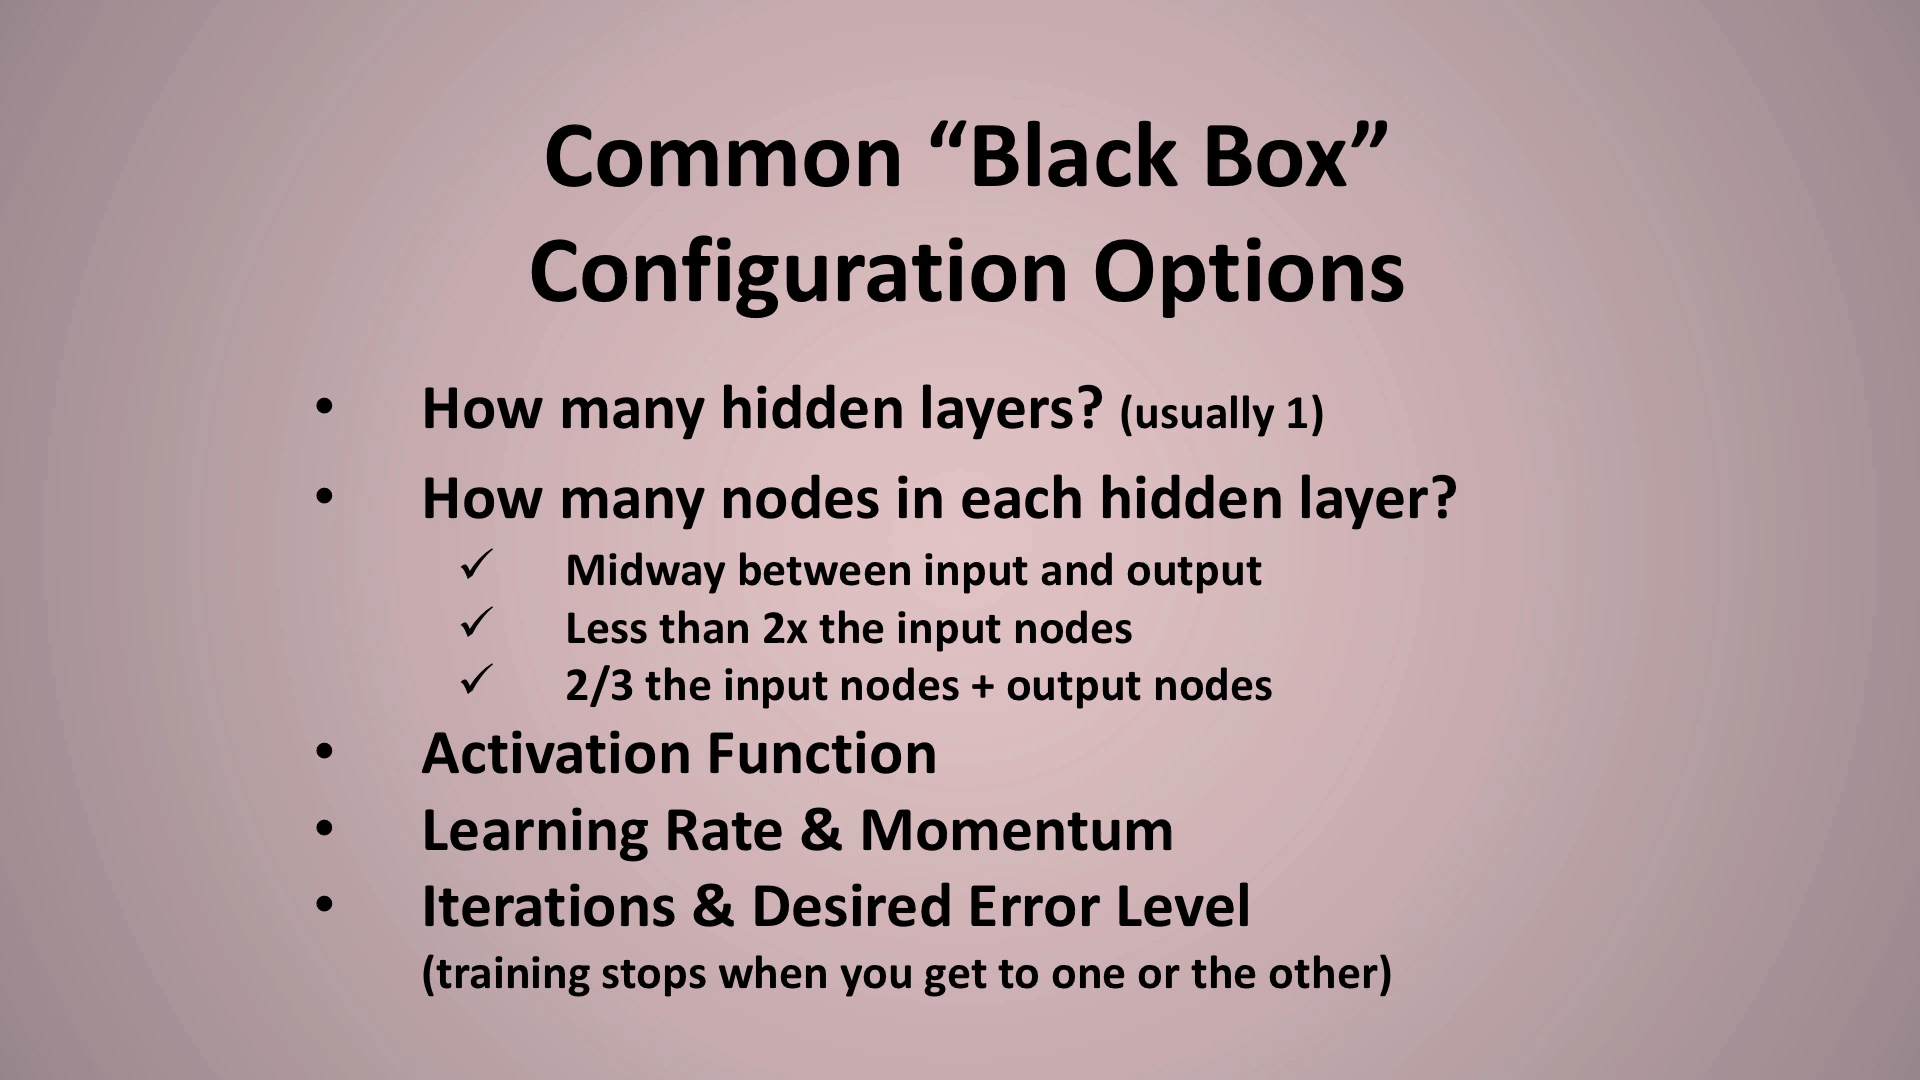 Common “Black Box”
Configuration Options
• How many hidden layers? (usually 1)
• How many nodes in each hidden layer?
✓ Midway between input and output
✓ Less than 2x the input nodes
✓ 2/3 the input nodes + output nodes
• Activation Function
• Learning Rate & Momentum
• Iterations & Desired Error Level
(training stops when you get to one or the other)